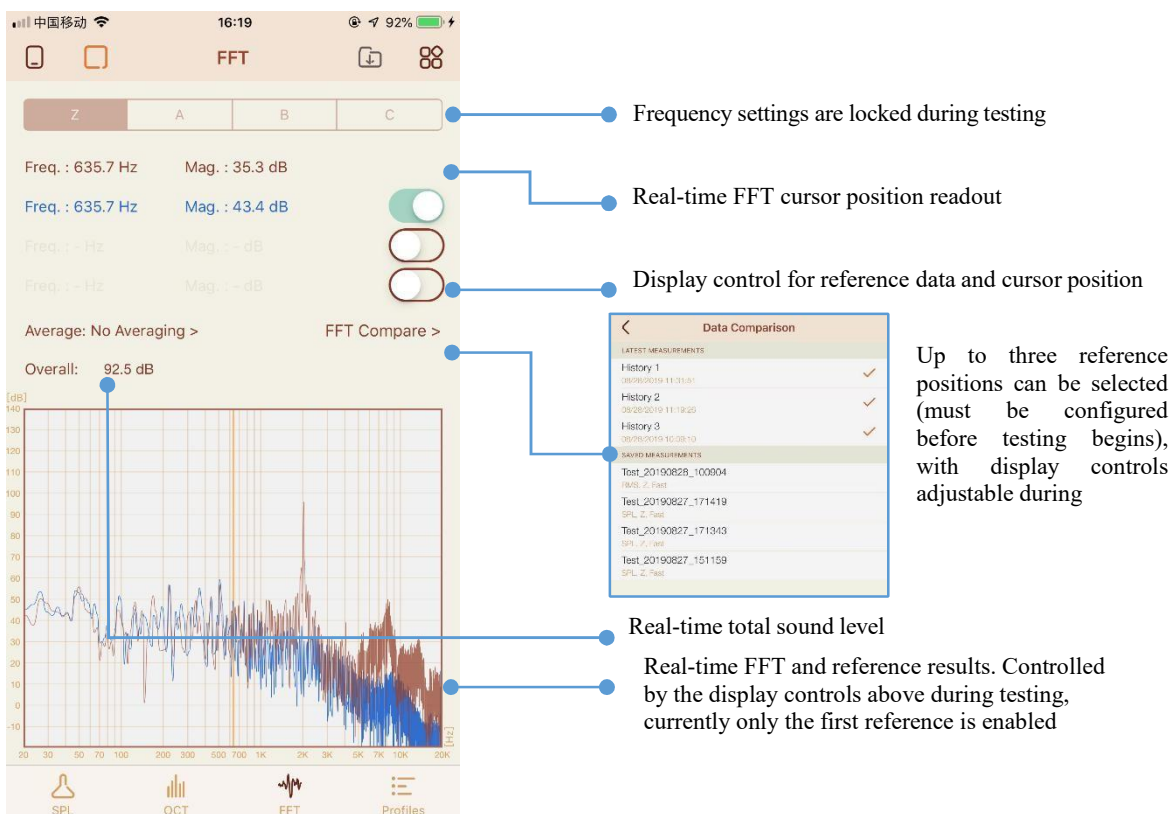 中国移动 16:19 92%
FFT
Z A B C
Frequency settings are locked during testing
Freq. : 635.7 Hz Mag. : 35.3 dB
Freq. : 635.7 Hz Mag. : 43.4 dB
Real-time FFT cursor position readout
Freq. : - Hz Mag. : - dB
Freq. : - Hz Mag. : - dB
Display control for reference data and cursor position
Average: No Averaging > FFT Compare >
Overall: 92.5 dB
Data Comparison
LATEST MEASUREMENTS
History 1
08/28/2019 11:31:51
History 2
08/28/2019 11:19:26
History 3
08/28/2019 10:39:10
SAVED MEASUREMENTS
Test_20190828_100904
RMS, Z, Fast
Test_20190827_171419
SPL, Z, Fast
Test_20190827_171343
SPL, Z, Fast
Test_20190827_151159
SPL, Z, Fast
Up to three reference
positions can be selected
(must be configured
before testing begins),
with display controls
adjustable during
[dB]
140
130
120
110
100
90
80
70
60
50
40
30
20
10
0
-10
20 30 50 70 100 200 300 500 700 1K 2K 3K 5K 7K 10K 20K
[Hz]
Real-time total sound level
Real-time FFT and reference results. Controlled
by the display controls above during testing,
currently only the first reference is enabled
SPL OCT FFT Profiles